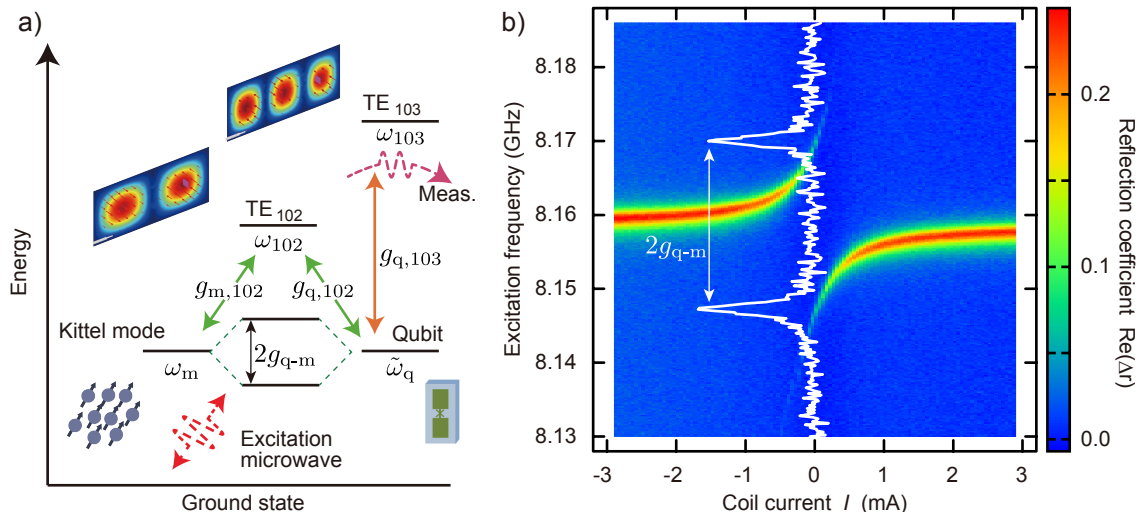 a)
Energy
TE 103
ω103
Meas.
TE 102
ω102
gq,103
gm,102
gq,102
Kittel mode
Qubit
ωm
2gq-m
ω̃q
Excitation
microwave
Ground state
b)
Excitation frequency (GHz)
8.18
8.17
8.16
8.15
8.14
8.13
2gq-m
-3 -2 -1 0 1 2 3
Coil current I (mA)
0.2
0.1
0.0
Reflection coefficient Re(Δr)